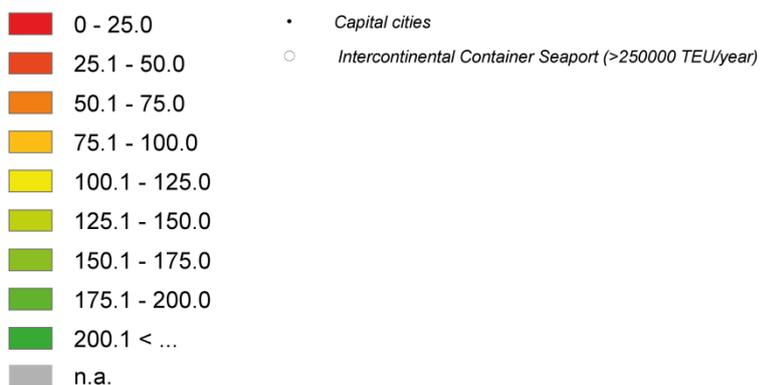 0 - 25.0
25.1 - 50.0
50.1 - 75.0
75.1 - 100.0
100.1 - 125.0
125.1 - 150.0
150.1 - 175.0
175.1 - 200.0
200.1 < ...
n.a.
Capital cities
Intercontinental Container Seaport (>250000 TEU/year)